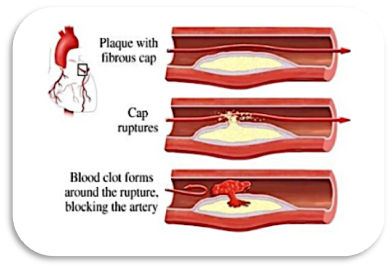 Plaque with
fibrous cap
Cap
ruptures
Blood clot forms
around the rupture,
blocking the artery